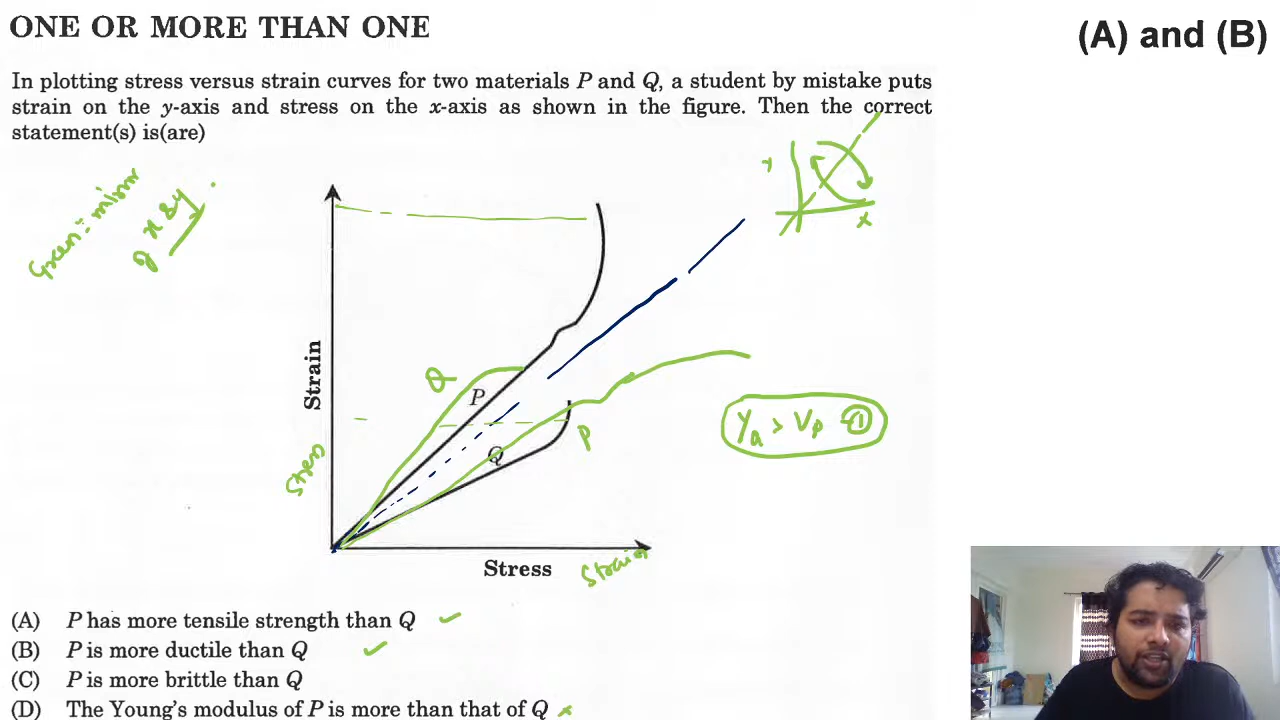 ONE OR MORE THAN ONE
(A) and (B)
In plotting stress versus strain curves for two materials P and Q, a student by mistake puts
strain on the y-axis and stress on the x-axis as shown in the figure. Then the correct
statement(s) is(are)
Green: mirror
x & y
y
x
Strain
Stress
Q
P
Q
P
Stress
Strain
(A) P has more tensile strength than Q
(B) P is more ductile than Q
(C) P is more brittle than Q
(D) The Young's modulus of P is more than that of Q